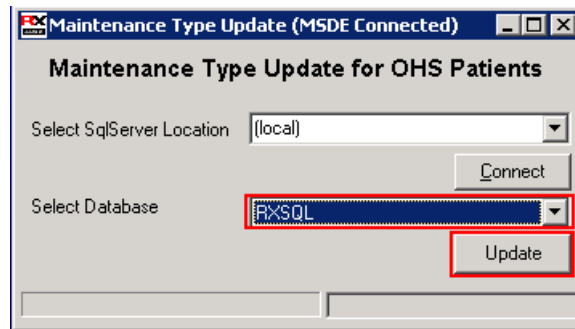 Maintenance Type Update (MSDE Connected)
Maintenance Type Update for OHS Patients
Select SqlServer Location (local)
Connect
Select Database RXSQL
Update